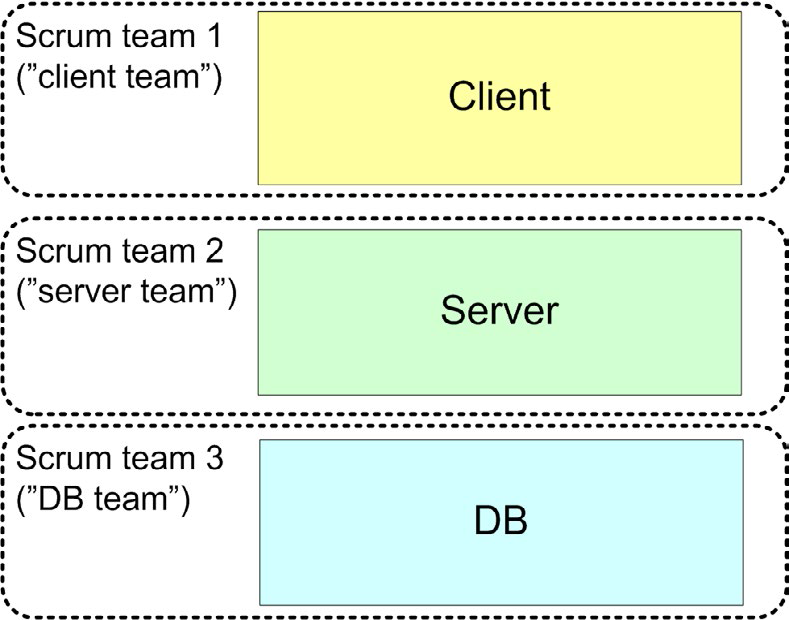 Scrum team 1
(”client team”)
Client
Scrum team 2
(”server team”)
Server
Scrum team 3
(”DB team”)
DB